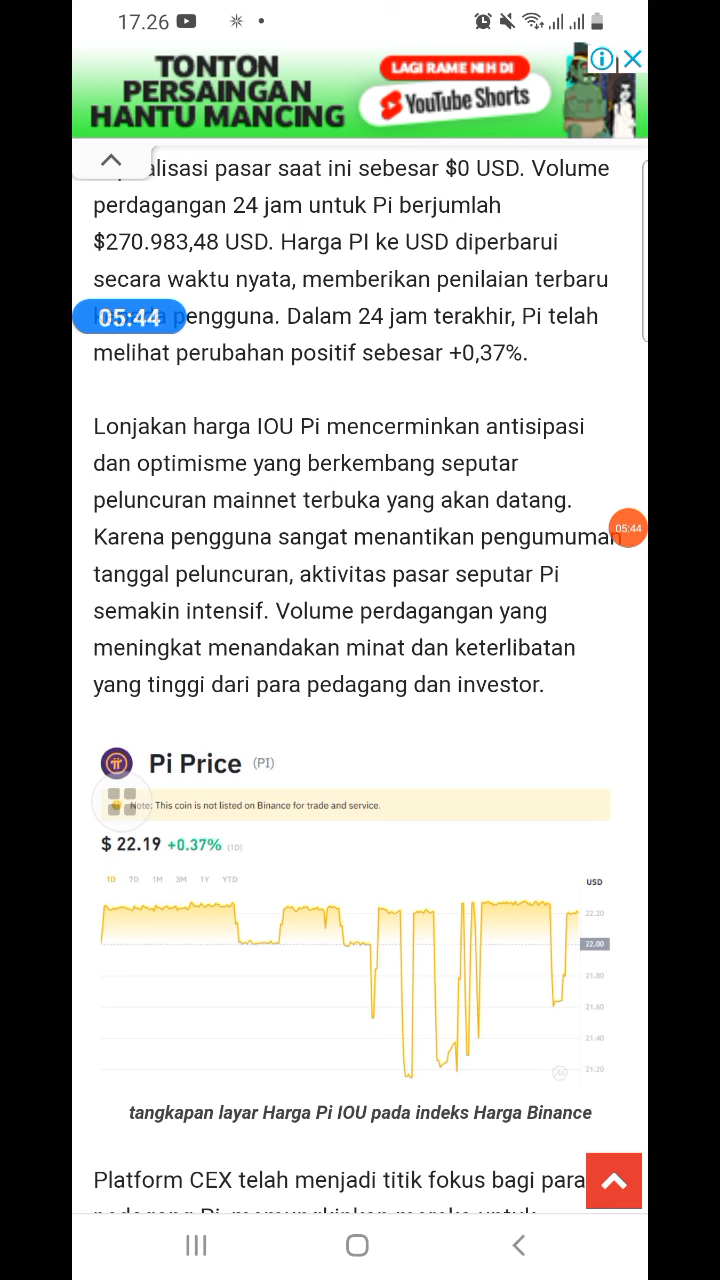 17.26
TONTON
PERSAINGAN
HANTU MANCING
LAGI RAME NIH DI
YouTube Shorts
alisasi pasar saat ini sebesar $0 USD. Volume
perdagangan 24 jam untuk Pi berjumlah
$270.983,48 USD. Harga PI ke USD diperbarui
secara waktu nyata, memberikan penilaian terbaru
05:44 pengguna. Dalam 24 jam terakhir, Pi telah
melihat perubahan positif sebesar +0,37%.
Lonjakan harga IOU Pi mencerminkan antisipasi
dan optimisme yang berkembang seputar
peluncuran mainnet terbuka yang akan datang.
Karena pengguna sangat menantikan pengumuman
05:44
tanggal peluncuran, aktivitas pasar seputar Pi
semakin intensif. Volume perdagangan yang
meningkat menandakan minat dan keterlibatan
yang tinggi dari para pedagang dan investor.
Pi Price (PI)
Note: This coin is not listed on Binance for trade and service.
$ 22.19 +0.37% (1D)
1D 7D 1M 3M 1Y YTD
USD
22.20
22.00
21.80
21.60
21.40
21.20
tangkapan layar Harga Pi IOU pada indeks Harga Binance
Platform CEX telah menjadi titik fokus bagi para